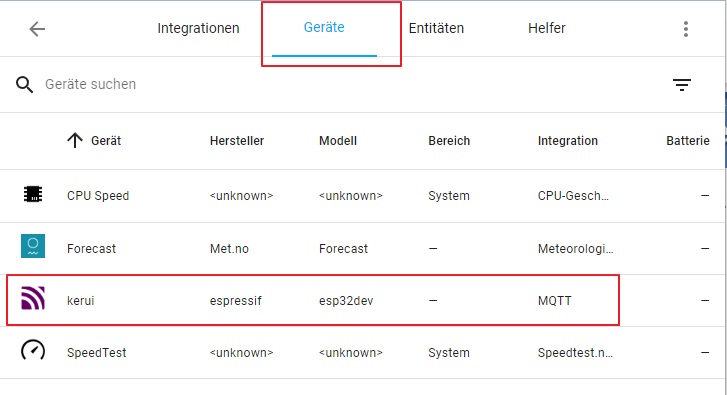 Integrationen Geräte Entitäten Helfer
Geräte suchen
Gerät Hersteller Modell Bereich Integration Batterie
CPU Speed <unknown> <unknown> System CPU-Gesch... –
Forecast Met.no Forecast – Meteorologi... –
kerui espressif esp32dev – MQTT –
SpeedTest <unknown> <unknown> System Speedtest.n... –